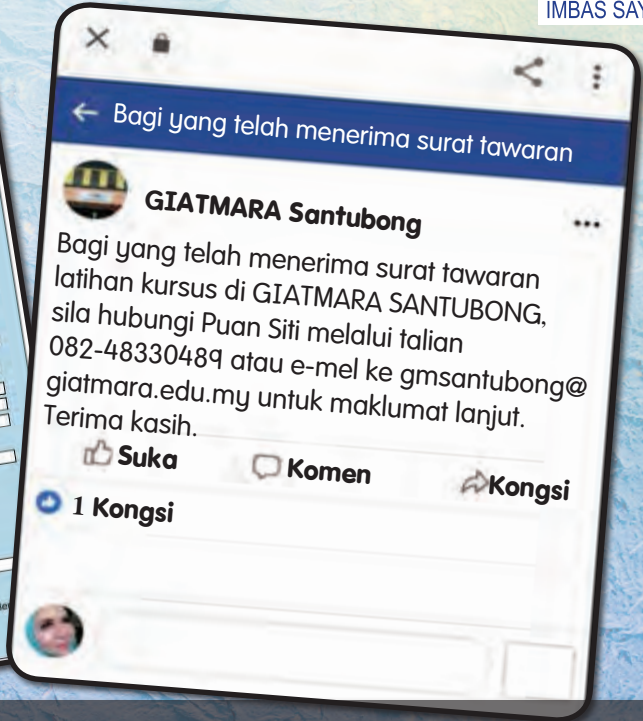 IMBAS SAY
Bagi yang telah menerima surat tawaran
GIATMARA Santubong
Bagi yang telah menerima surat tawaran
latihan kursus di GIATMARA SANTUBONG,
sila hubungi Puan Siti melalui talian
082-48330489 atau e-mel ke gmsantubong@
giatmara.edu.my untuk maklumat lanjut.
Terima kasih.
Suka Komen Kongsi
1 Kongsi